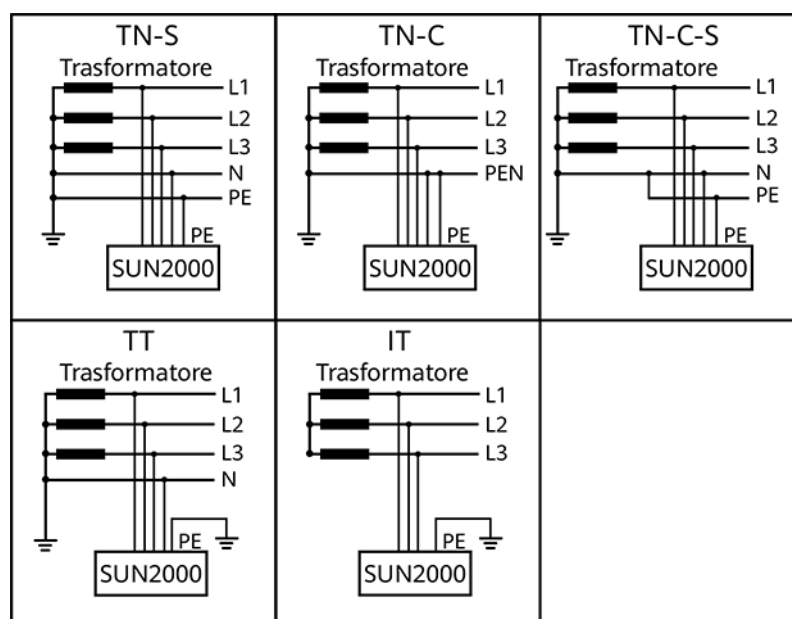 TN-S
Trasformatore
L1
L2
L3
N
PE
PE
SUN2000
TN-C
Trasformatore
L1
L2
L3
PEN
PE
SUN2000
TN-C-S
Trasformatore
L1
L2
L3
N
PE
PE
SUN2000
TT
Trasformatore
L1
L2
L3
N
PE
SUN2000
IT
Trasformatore
L1
L2
L3
PE
SUN2000